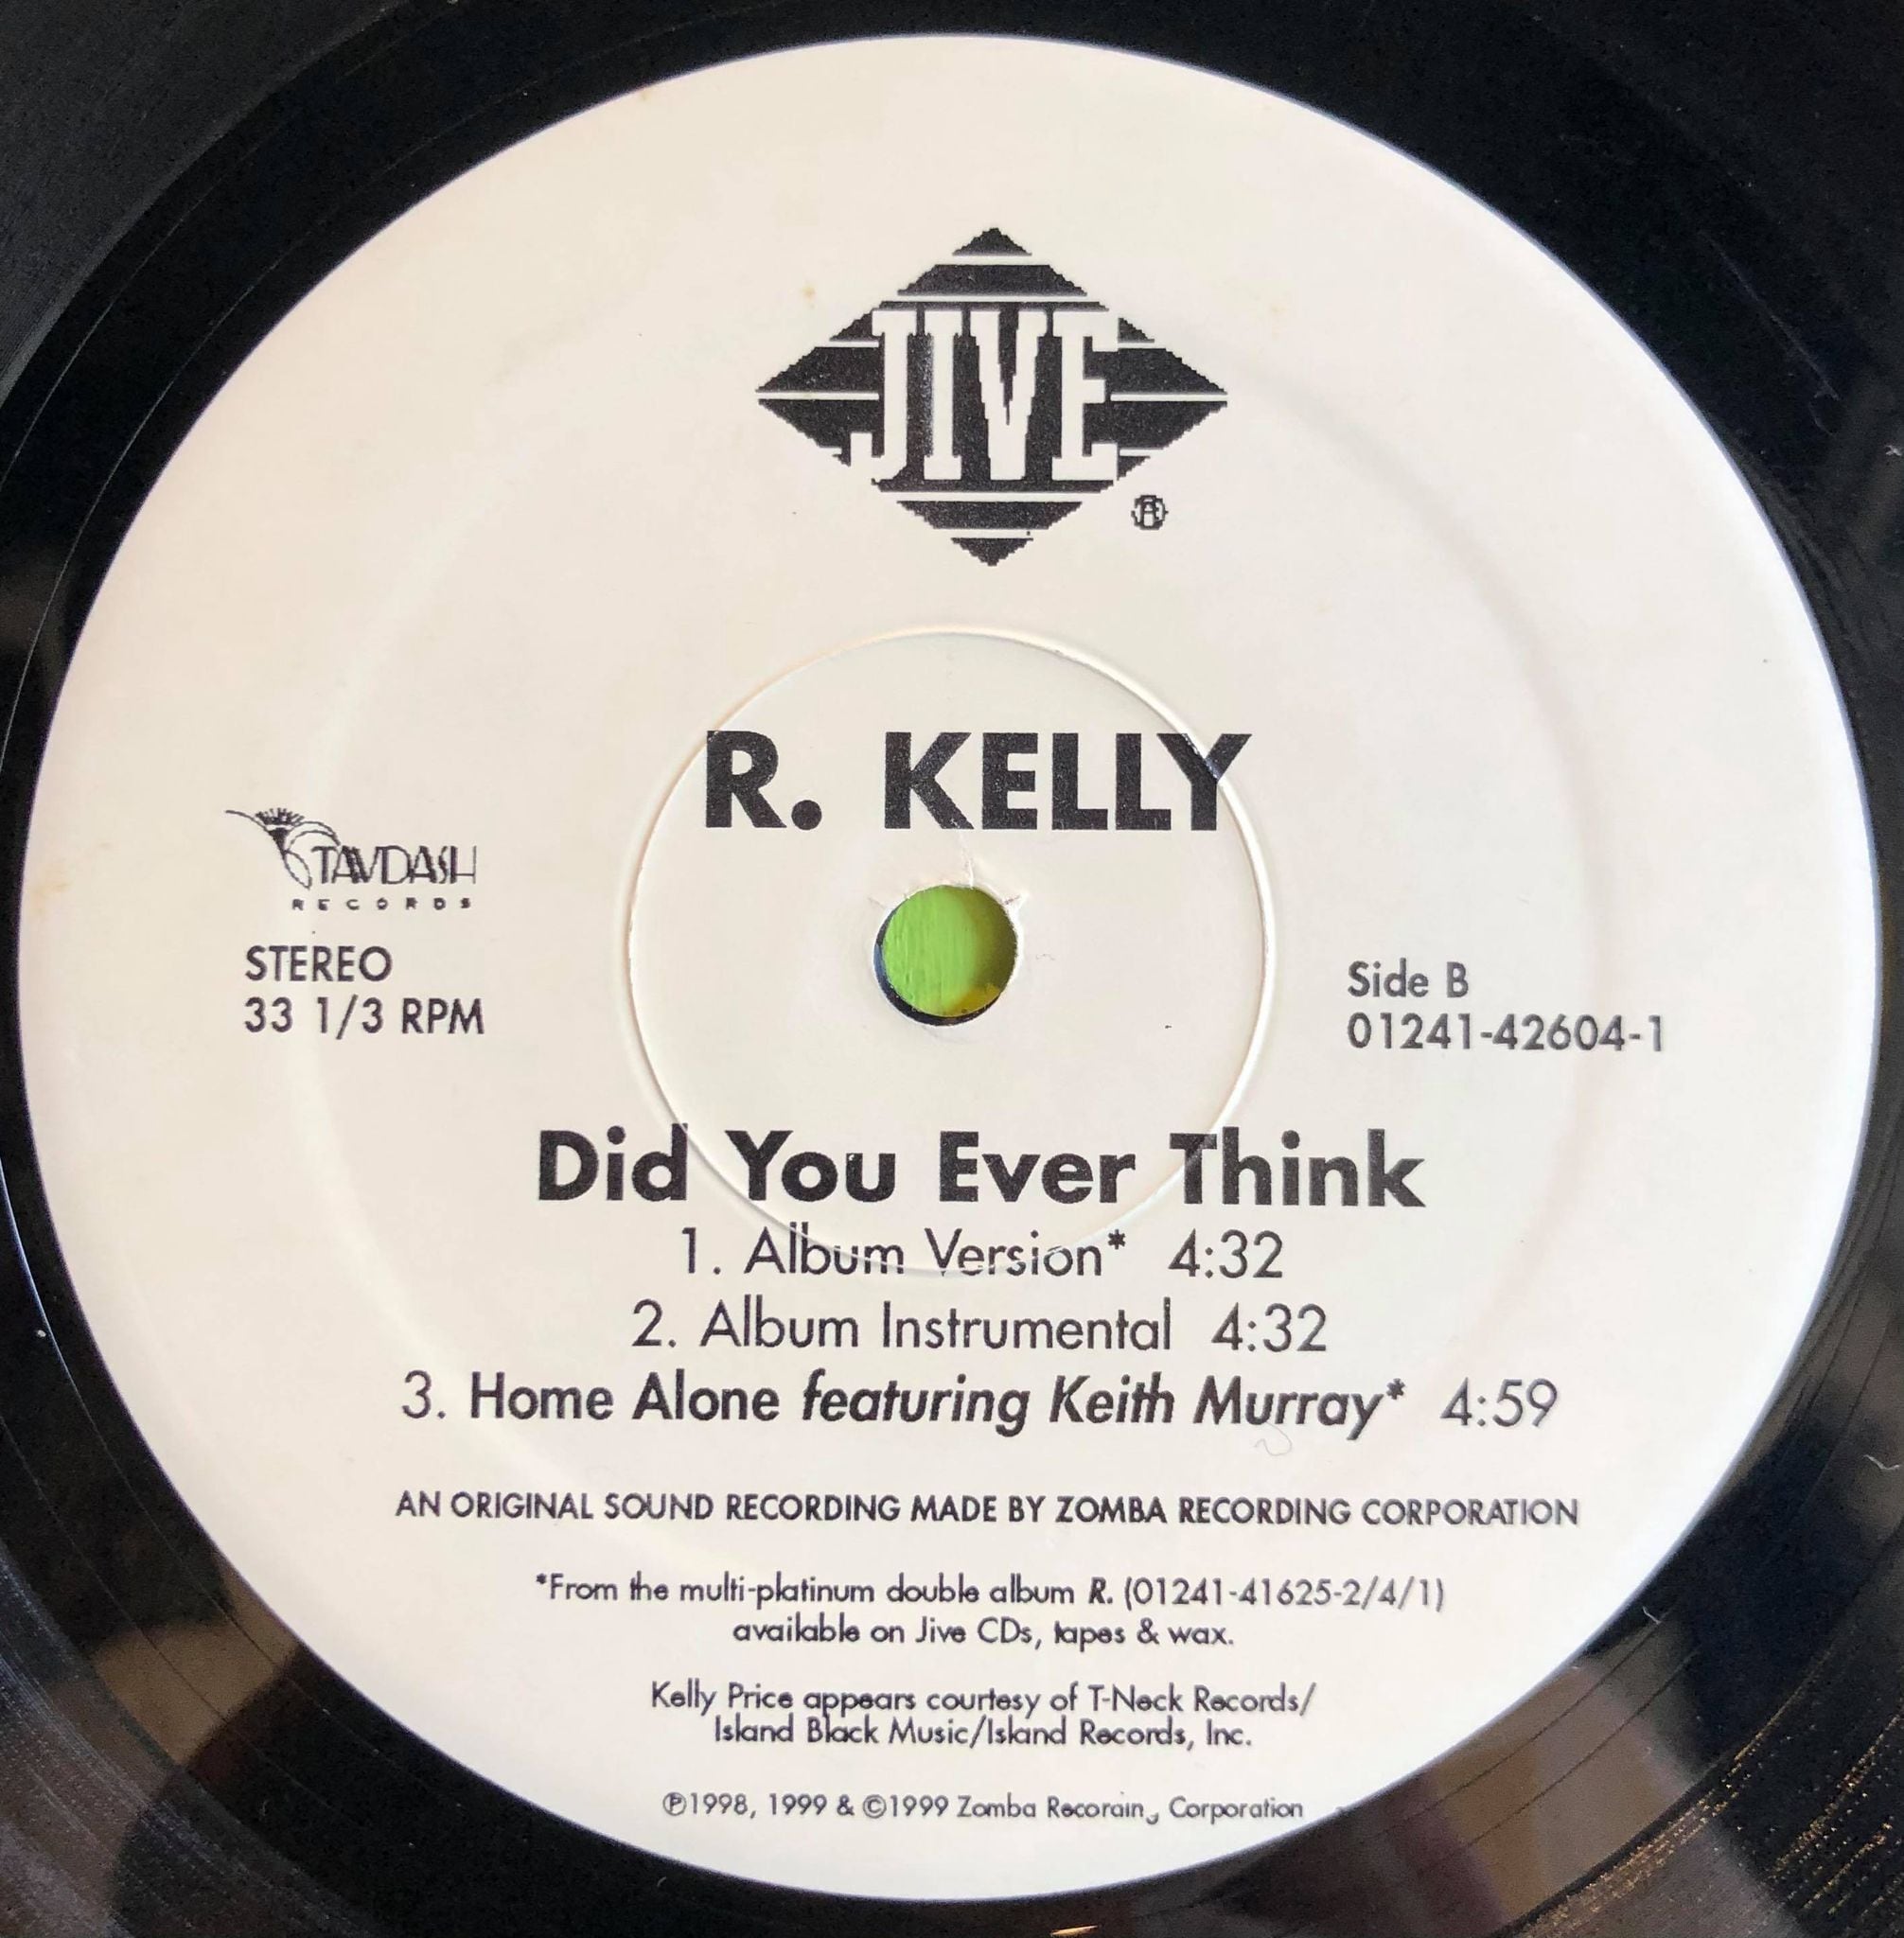 JIVE
®
R. KELLY
TAVDASH
RECORDS
STEREO
33 1/3 RPM
Side B
01241-42604-1
Did You Ever Think
1. Album Version* 4:32
2. Album Instrumental 4:32
3. Home Alone featuring Keith Murray* 4:59
AN ORIGINAL SOUND RECORDING MADE BY ZOMBA RECORDING CORPORATION
*From the multi-platinum double album R. (01241-41625-2/4/1)
available on Jive CDs, tapes & wax.
Kelly Price appears courtesy of T-Neck Records/
Island Black Music/Island Records, Inc.
℗1998, 1999 & ©1999 Zomba Recording Corporation